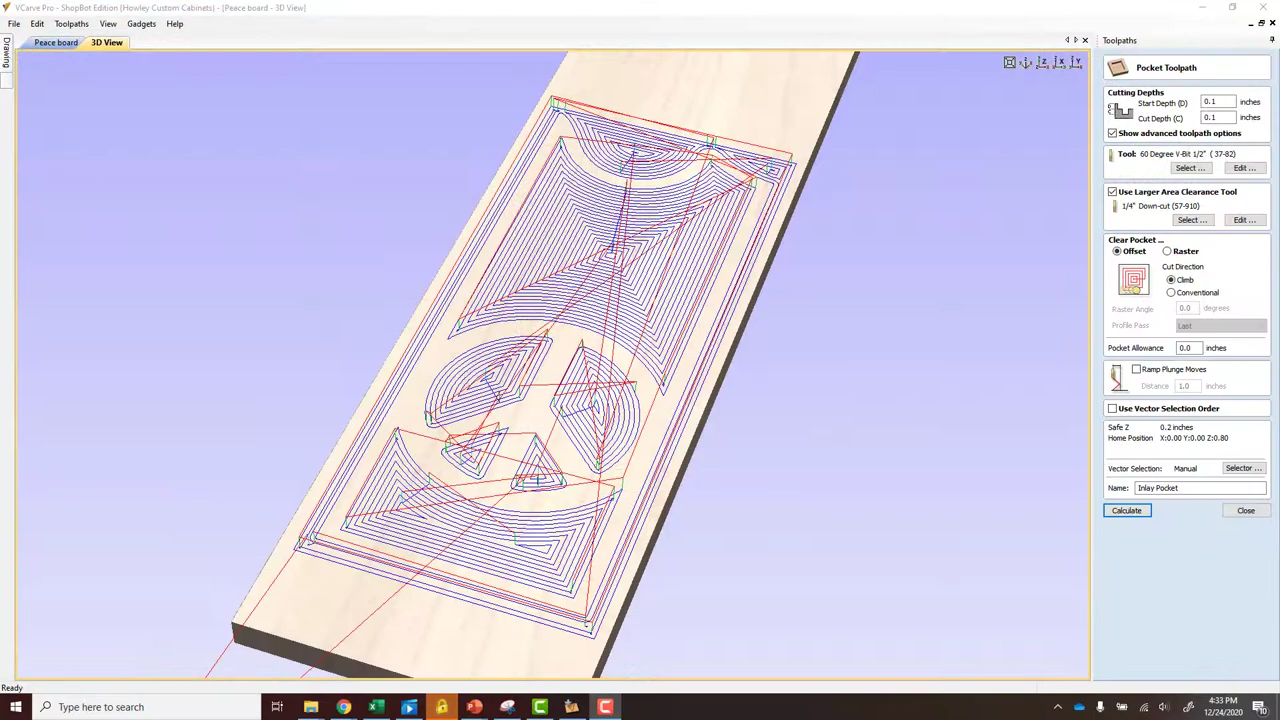 VCarve Pro - ShopBot Edition (Howley Custom Cabinets) - [Peace board - 3D View]
File Edit Toolpaths View Gadgets Help
Drawing
Peace board 3D View
Z X Y
Toolpaths
Pocket Toolpath
Cutting Depths
Start Depth (D) 0.1 inches
Cut Depth (C) 0.1 inches
Show advanced toolpath options
Tool: 60 Degree V-Bit 1/2" ( 37-82)
Select ... Edit ...
Use Larger Area Clearance Tool
1/4" Down-cut (57-910)
Select ... Edit ...
Clear Pocket ...
Offset Raster
Cut Direction
Climb
Conventional
Raster Angle 0.0 degrees
Profile Pass Last
Pocket Allowance 0.0 inches
Ramp Plunge Moves
Distance 1.0 inches
Use Vector Selection Order
Safe Z 0.2 inches
Home Position X:0.00 Y:0.00 Z:0.80
Vector Selection: Manual Selector ...
Name: Inlay Pocket
Calculate Close
Ready
Type here to search
4:33 PM
12/24/2020